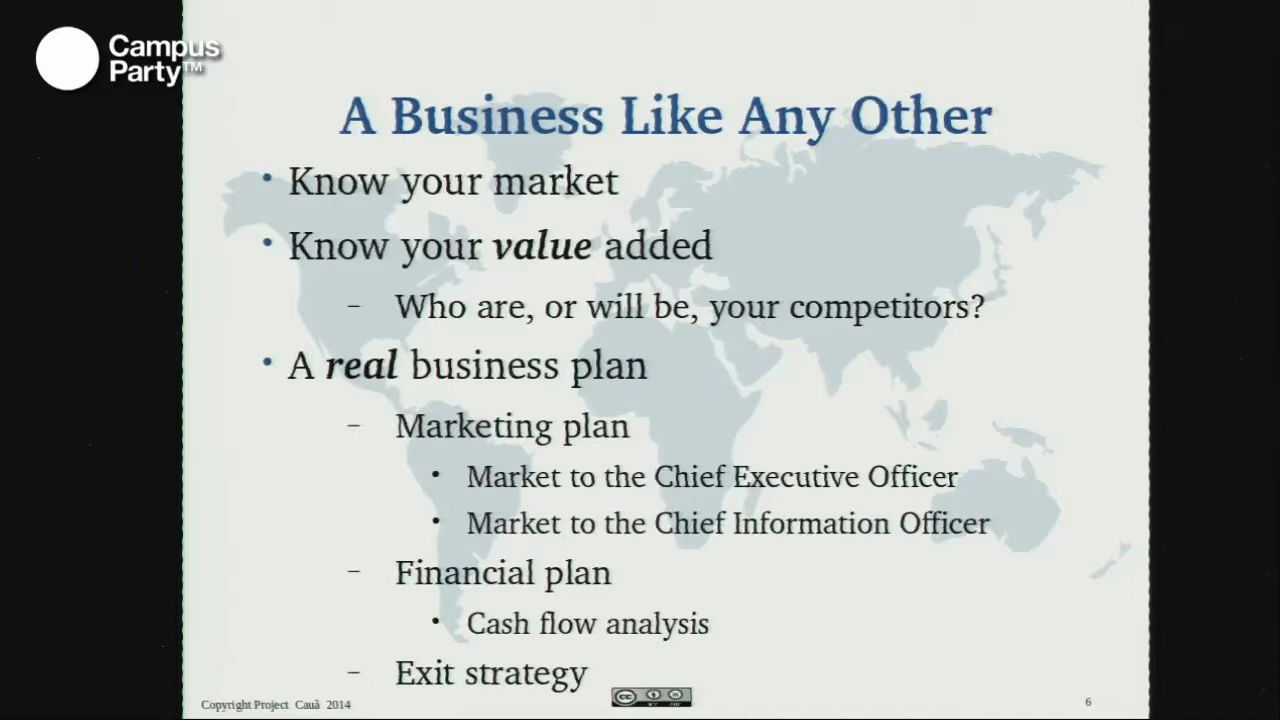 Campus
Party™
A Business Like Any Other
• Know your market
• Know your value added
– Who are, or will be, your competitors?
• A real business plan
– Marketing plan
• Market to the Chief Executive Officer
• Market to the Chief Information Officer
– Financial plan
• Cash flow analysis
– Exit strategy
Copyright Project Cauã 2014
cc
6